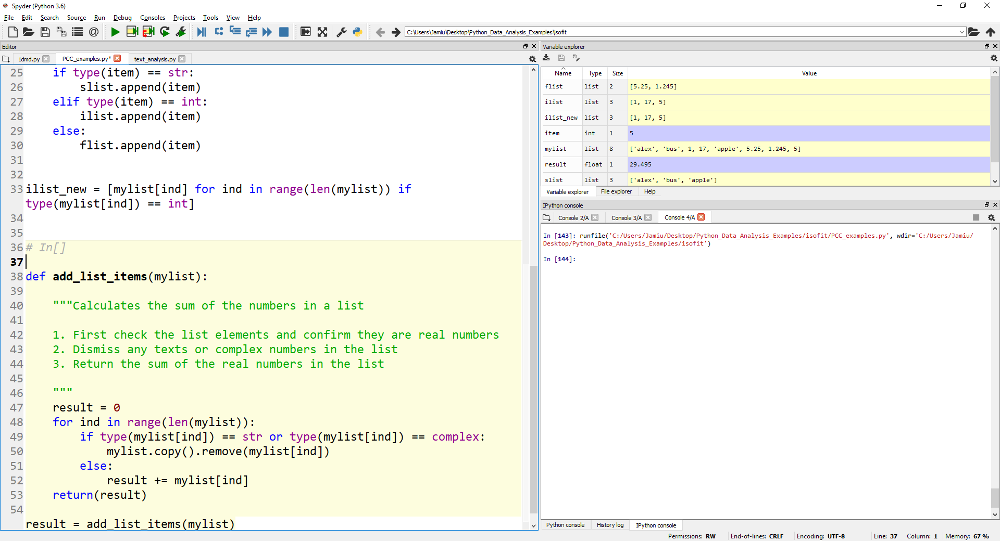 Spyder (Python 3.6)
File Edit Search Source Run Debug Consoles Projects Tools View Help
C:\Users\Jamiu\Desktop\Python_Data_Analysis_Examples\isofit
Editor
1dmd.py PCC_examples.py* text_analysis.py
25     if type(item) == str:
26         slist.append(item)
27     elif type(item) == int:
28         ilist.append(item)
29     else:
30         flist.append(item)
31
32
33 ilist_new = [mylist[ind] for ind in range(len(mylist)) if
type(mylist[ind]) == int]
34
35
36 # In[]
37
38 def add_list_items(mylist):
39
40     """Calculates the sum of the numbers in a list
41
42     1. First check the list elements and confirm they are real numbers
43     2. Dismiss any texts or complex numbers in the list
44     3. Return the sum of the real numbers in the list
45
46     """
47     result = 0
48     for ind in range(len(mylist)):
49         if type(mylist[ind]) == str or type(mylist[ind]) == complex:
50             mylist.copy().remove(mylist[ind])
51         else:
52             result += mylist[ind]
53     return(result)
54
result = add_list_items(mylist)
Variable explorer
Name Type Size Value
flist list 2 [5.25, 1.245]
ilist list 3 [1, 17, 5]
ilist_new list 3 [1, 17, 5]
item int 1 5
mylist list 8 ['alex', 'bus', 1, 17, 'apple', 5.25, 1.245, 5]
result float 1 29.495
slist list 3 ['alex', 'bus', 'apple']
Variable explorer File explorer Help
IPython console
Console 2/A Console 3/A Console 4/A
In [143]: runfile('C:/Users/Jamiu/Desktop/Python_Data_Analysis_Examples/isofit/PCC_examples.py', wdir='C:/Users/Jamiu/
Desktop/Python_Data_Analysis_Examples/isofit')
In [144]:
Python console History log IPython console
Permissions: RW End-of-lines: CRLF Encoding: UTF-8 Line: 37 Column: 1 Memory: 67 %